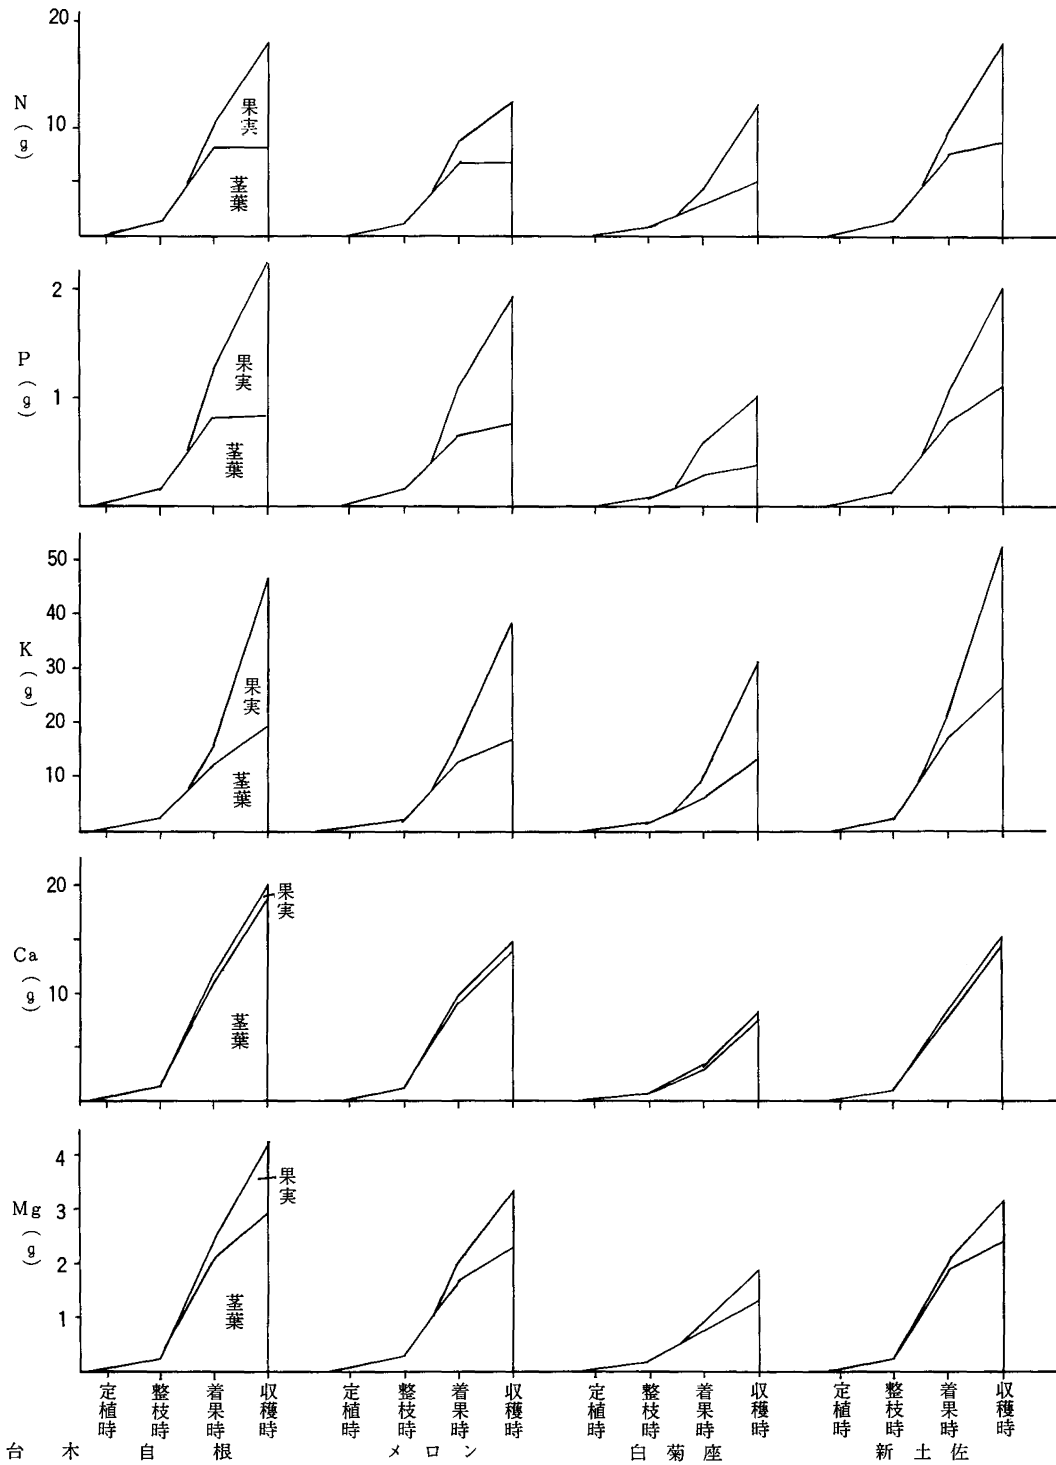 20
N
(g)
10
果実
茎葉
2
P
(g)
1
果実
茎葉
50
40
K
(g)
30
20
10
果実
茎葉
20
Ca
(g)
10
果実
茎葉
4
Mg
(g)
3
2
1
果実
茎葉
定植時 整枝時 着果時 収穫時 定植時 整枝時 着果時 収穫時 定植時 整枝時 着果時 収穫時 定植時 整枝時 着果時 収穫時
台木 自根 メロン 白菊座 新土佐